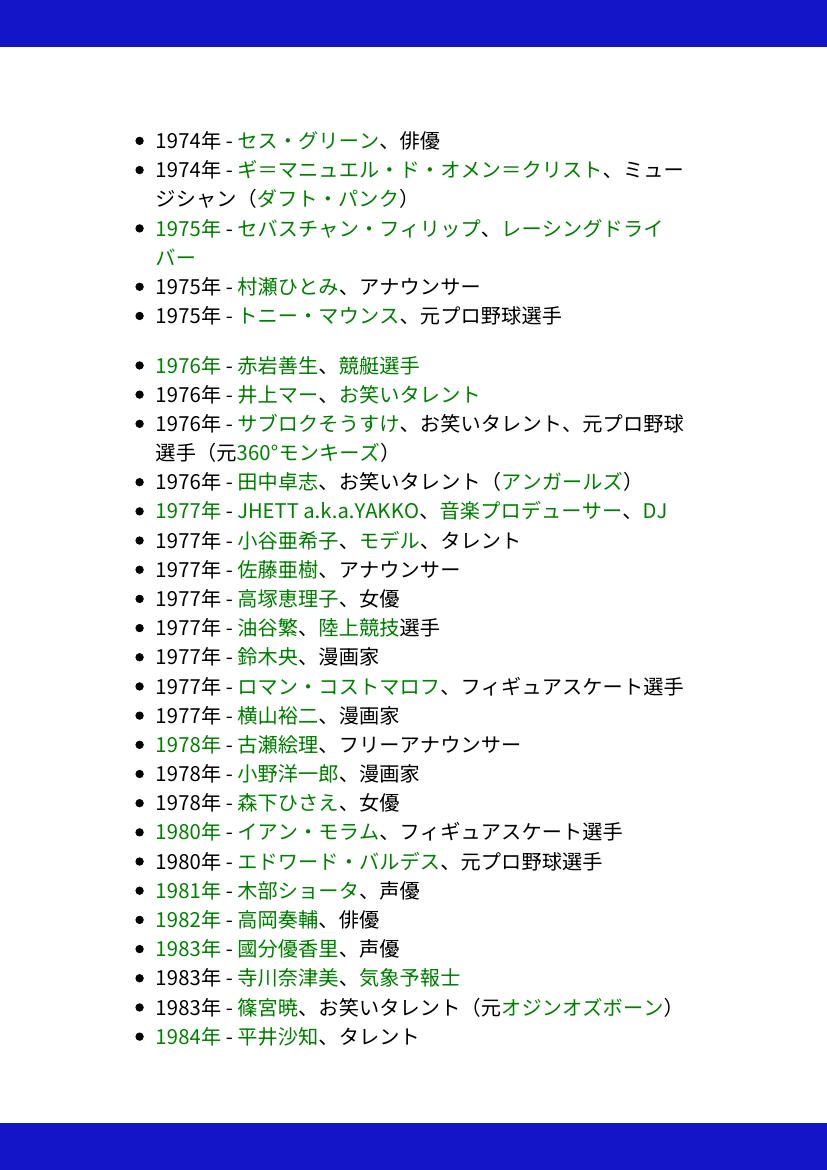 • 1974年 - セス・グリーン、俳優
• 1974年 - ギ＝マニュエル・ド・オメン＝クリスト、ミュー
ジシャン（ダフト・パンク）
• 1975年 - セバスチャン・フィリップ、レーシングドライ
バー
• 1975年 - 村瀬ひとみ、アナウンサー
• 1975年 - トニー・マウンス、元プロ野球選手
• 1976年 - 赤岩善生、競艇選手
• 1976年 - 井上マー、お笑いタレント
• 1976年 - サブロクそうすけ、お笑いタレント、元プロ野球
選手（元360°モンキーズ）
• 1976年 - 田中卓志、お笑いタレント（アンガールズ）
• 1977年 - JHETT a.k.a.YAKKO、音楽プロデューサー、DJ
• 1977年 - 小谷亜希子、モデル、タレント
• 1977年 - 佐藤亜樹、アナウンサー
• 1977年 - 高塚恵理子、女優
• 1977年 - 油谷繁、陸上競技選手
• 1977年 - 鈴木央、漫画家
• 1977年 - ロマン・コストマロフ、フィギュアスケート選手
• 1977年 - 横山裕二、漫画家
• 1978年 - 古瀬絵理、フリーアナウンサー
• 1978年 - 小野洋一郎、漫画家
• 1978年 - 森下ひさえ、女優
• 1980年 - イアン・モラム、フィギュアスケート選手
• 1980年 - エドワード・バルデス、元プロ野球選手
• 1981年 - 木部ショータ、声優
• 1982年 - 高岡奏輔、俳優
• 1983年 - 國分優香里、声優
• 1983年 - 寺川奈津美、気象予報士
• 1983年 - 篠宮暁、お笑いタレント（元オジンオズボーン）
• 1984年 - 平井沙知、タレント